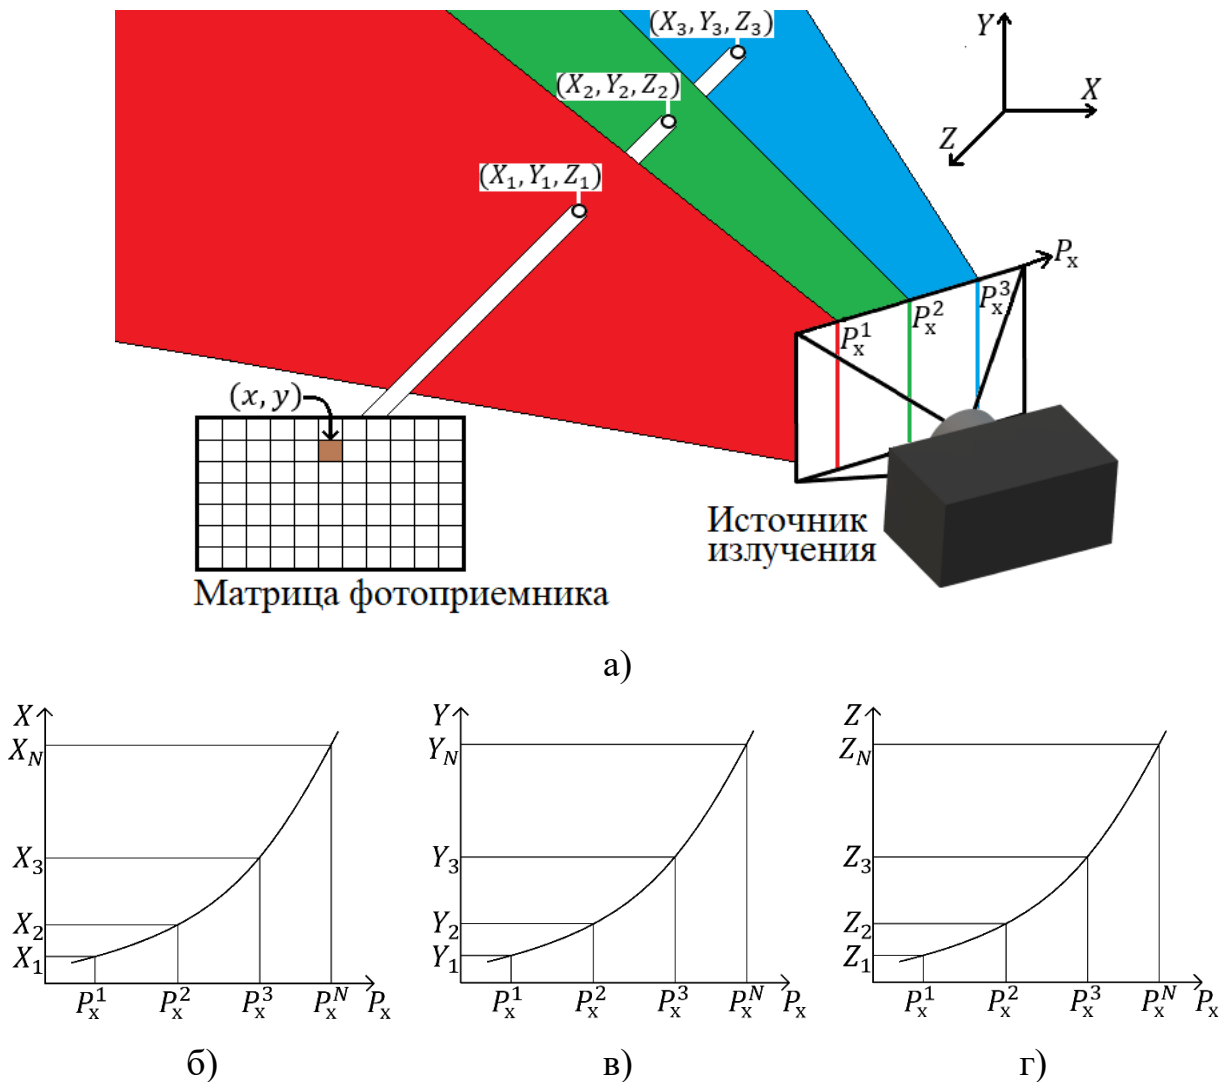 (X₃, Y₃, Z₃)
Y
(X₂, Y₂, Z₂)
X
Z
(X₁, Y₁, Z₁)
Pₓ
Pₓ³
Pₓ²
Pₓ¹
(x, y)
Источник
излучения
Матрица фотоприемника
а)
X
X_N
X₃
X₂
X₁
Pₓ¹ Pₓ² Pₓ³ Pₓᴺ Pₓ
Y
Y_N
Y₃
Y₂
Y₁
Pₓ¹ Pₓ² Pₓ³ Pₓᴺ Pₓ
Z
Z_N
Z₃
Z₂
Z₁
Pₓ¹ Pₓ² Pₓ³ Pₓᴺ Pₓ
б) в) г)